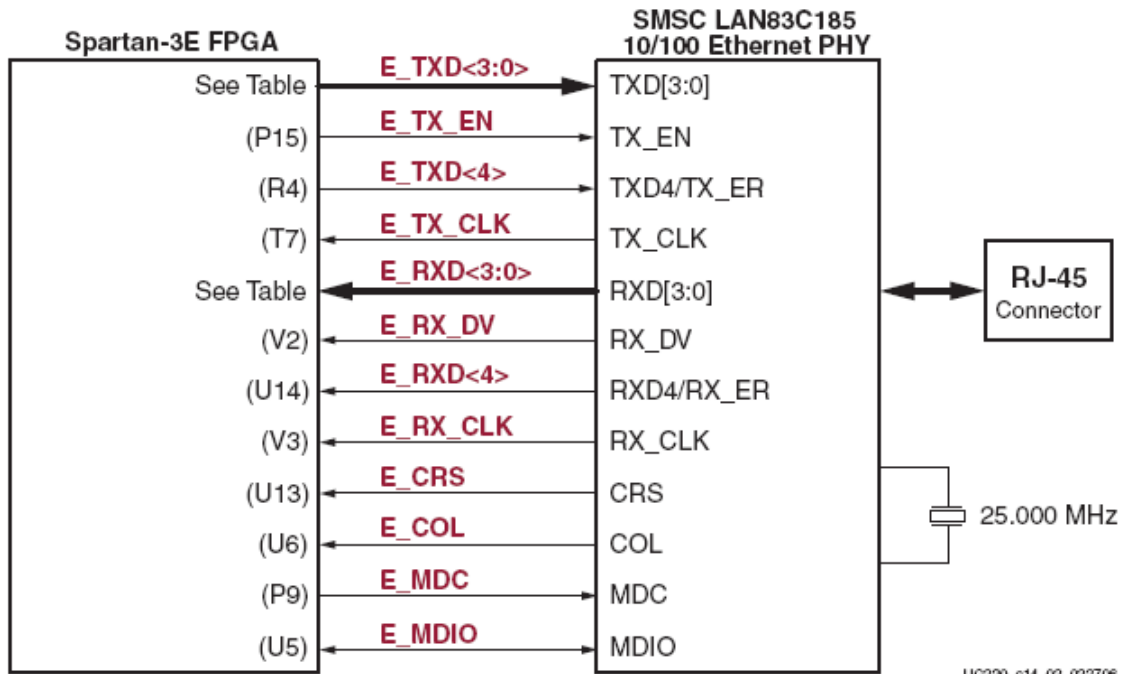 Spartan-3E FPGA
SMSC LAN83C185
10/100 Ethernet PHY
See Table
E_TXD<3:0>
TXD[3:0]
(P15)
E_TX_EN
TX_EN
(R4)
E_TXD<4>
TXD4/TX_ER
(T7)
E_TX_CLK
TX_CLK
See Table
E_RXD<3:0>
RXD[3:0]
(V2)
E_RX_DV
RX_DV
(U14)
E_RXD<4>
RXD4/RX_ER
(V3)
E_RX_CLK
RX_CLK
(U13)
E_CRS
CRS
(U6)
E_COL
COL
(P9)
E_MDC
MDC
(U5)
E_MDIO
MDIO
RJ-45
Connector
25.000 MHz